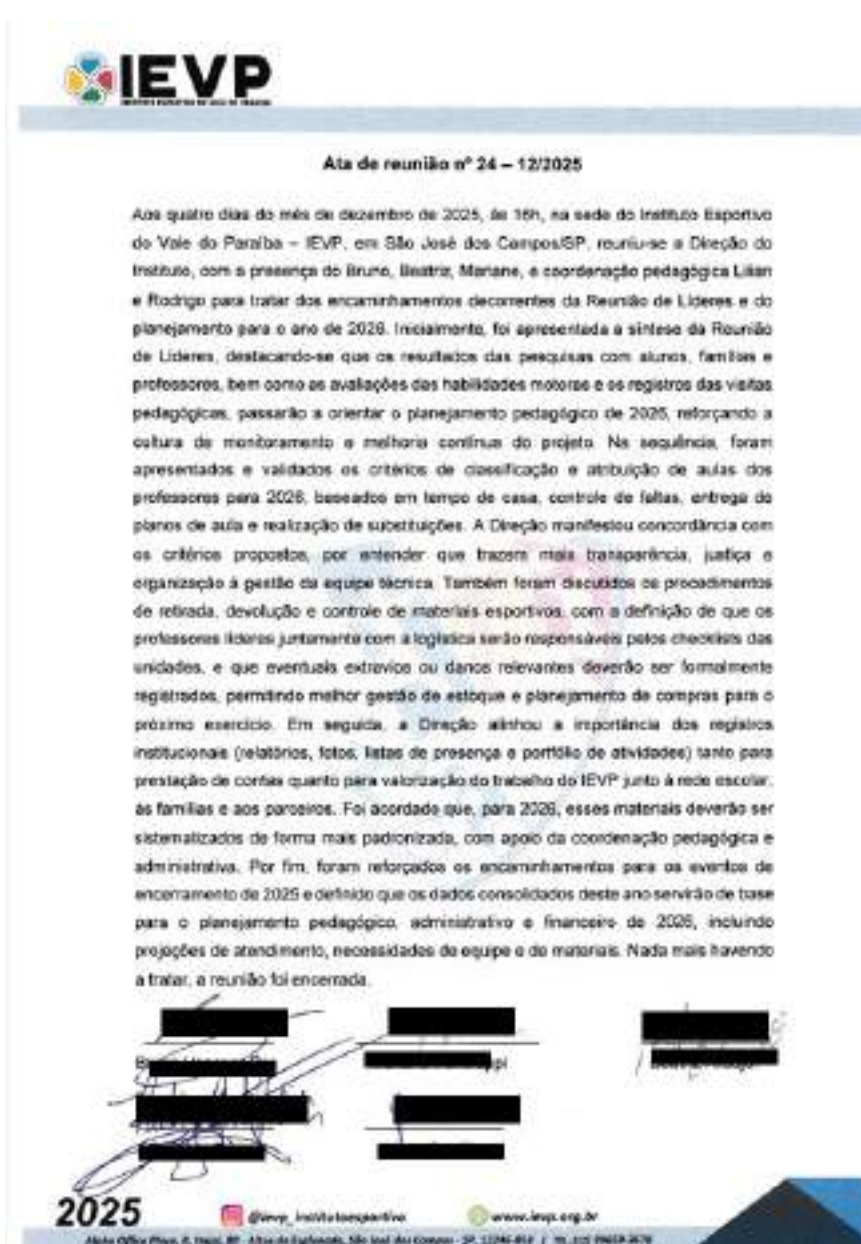 IEVP
Ata de reunião nº 24 – 12/2025
Aos quatro dias do mês de dezembro de 2025, às 16h, na sede do Instituto Esportivo
do Vale do Paraíba – IEVP, em São José dos Campos/SP, reuniu-se a Direção do
Instituto, com a presença do Bruno, Beatriz, Mariane, e coordenação pedagógica Lilian
e Rodrigo para tratar dos encaminhamentos decorrentes da Reunião de Líderes e do
planejamento para o ano de 2026. Inicialmente, foi apresentada a síntese da Reunião
de Líderes, destacando-se que os resultados das pesquisas com alunos, famílias e
professores, bem como as avaliações das habilidades motoras e os registros das visitas
pedagógicas, passarão a orientar o planejamento pedagógico de 2026, reforçando a
cultura de monitoramento e melhoria contínua do projeto. Na sequência, foram
apresentados e validados os critérios de classificação e atribuição de aulas dos
professores para 2026, baseados em tempo de casa, controle de faltas, entrega de
planos de aula e realização de substituições. A Direção manifestou concordância com
os critérios propostos, por entender que trazem mais transparência, justiça e
organização à gestão da equipe técnica. Também foram discutidos os procedimentos
de retirada, devolução e controle de materiais esportivos, com a definição de que os
professores líderes juntamente com a logística serão responsáveis pelos checklists das
unidades, e que eventuais extravios ou danos relevantes deverão ser formalmente
registrados, permitindo melhor gestão de estoque e planejamento de compras para o
próximo exercício. Em seguida, a Direção alinhou a importância dos registros
institucionais (relatórios, fotos, listas de presença e portfólio de atividades) tanto para
prestação de contas quanto para valorização do trabalho do IEVP junto à rede escolar,
às famílias e aos parceiros. Foi acordado que, para 2026, esses materiais deverão ser
sistematizados de forma mais padronizada, com apoio da coordenação pedagógica e
administrativa. Por fim, foram reforçados os encaminhamentos para os eventos de
encerramento de 2025 e definido que os dados consolidados deste ano servirão de base
para o planejamento pedagógico, administrativo e financeiro de 2026, incluindo
projeções de atendimento, necessidades de equipe e de materiais. Nada mais havendo
a tratar, a reunião foi encerrada.
2025
@ievp_institutoesportivo
www.ievp.org.br